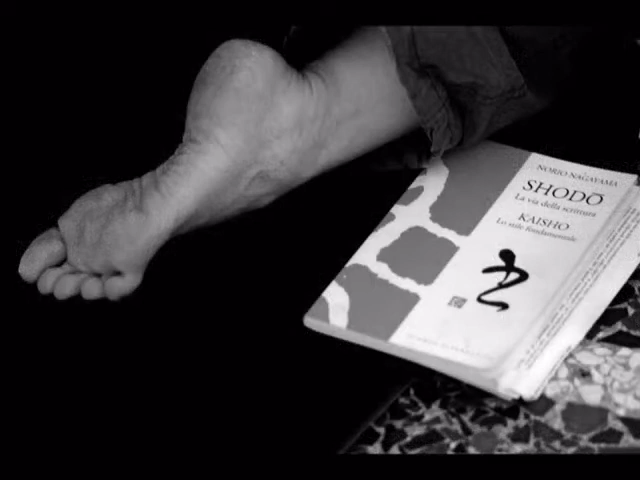 NORIO NAGAYAMA
SHODŌ
La via della scrittura
KAISHO
Lo stile fondamentale